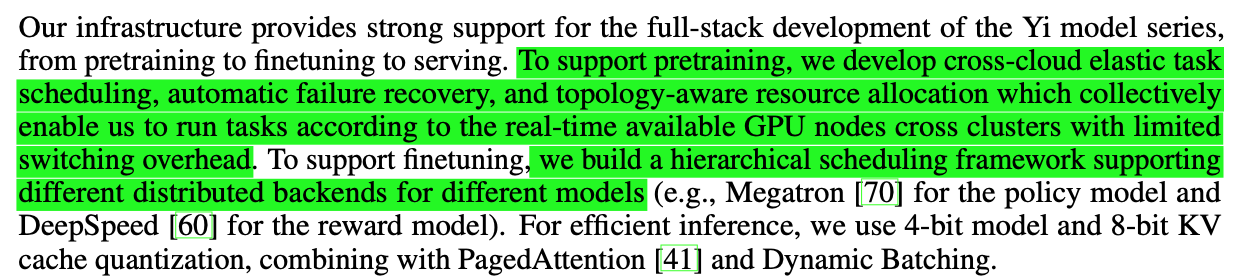 Our infrastructure provides strong support for the full-stack development of the Yi model series,
from pretraining to finetuning to serving. To support pretraining, we develop cross-cloud elastic task
scheduling, automatic failure recovery, and topology-aware resource allocation which collectively
enable us to run tasks according to the real-time available GPU nodes cross clusters with limited
switching overhead. To support finetuning, we build a hierarchical scheduling framework supporting
different distributed backends for different models (e.g., Megatron [70] for the policy model and
DeepSpeed [60] for the reward model). For efficient inference, we use 4-bit model and 8-bit KV
cache quantization, combining with PagedAttention [41] and Dynamic Batching.